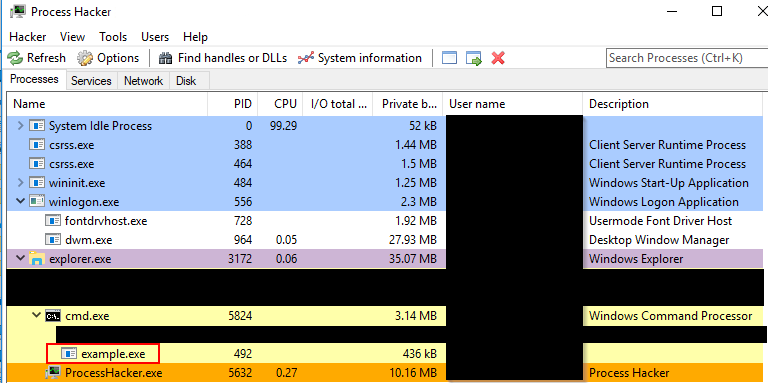 Process Hacker
Hacker View Tools Users Help
Refresh Options Find handles or DLLs System information Search Processes (Ctrl+K)
Processes Services Network Disk
Name PID CPU I/O total ... Private b... User name Description
System Idle Process 0 99.29 52 kB
csrss.exe 388 1.44 MB Client Server Runtime Process
csrss.exe 464 1.5 MB Client Server Runtime Process
wininit.exe 484 1.25 MB Windows Start-Up Application
winlogon.exe 556 2.3 MB Windows Logon Application
fontdrvhost.exe 728 1.92 MB Usermode Font Driver Host
dwm.exe 964 0.05 27.93 MB Desktop Window Manager
explorer.exe 3172 0.06 35.07 MB Windows Explorer
cmd.exe 5824 3.14 MB Windows Command Processor
example.exe 492 436 kB
ProcessHacker.exe 5632 0.27 10.16 MB Process Hacker